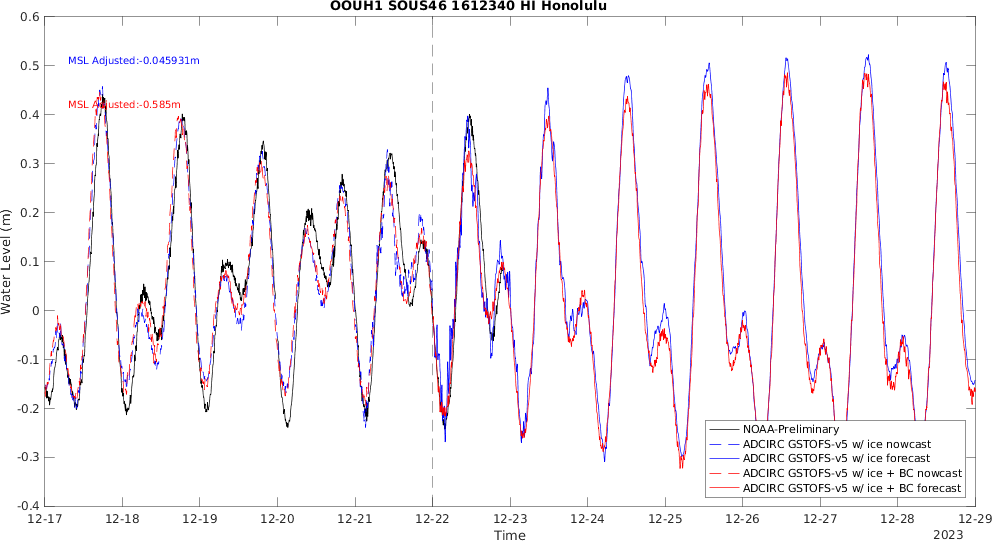 OOUH1 SOUS46 1612340 HI Honolulu
0.6
0.5
0.4
0.3
0.2
0.1
0
-0.1
-0.2
-0.3
-0.4
Water Level (m)
MSL Adjusted:-0.045931m
MSL Adjusted:-0.585m
NOAA-Preliminary
ADCIRC GSTOFS-v5 w/ ice nowcast
ADCIRC GSTOFS-v5 w/ ice forecast
ADCIRC GSTOFS-v5 w/ ice + BC nowcast
ADCIRC GSTOFS-v5 w/ ice + BC forecast
12-17 12-18 12-19 12-20 12-21 12-22 12-23 12-24 12-25 12-26 12-27 12-28 12-29
Time
2023